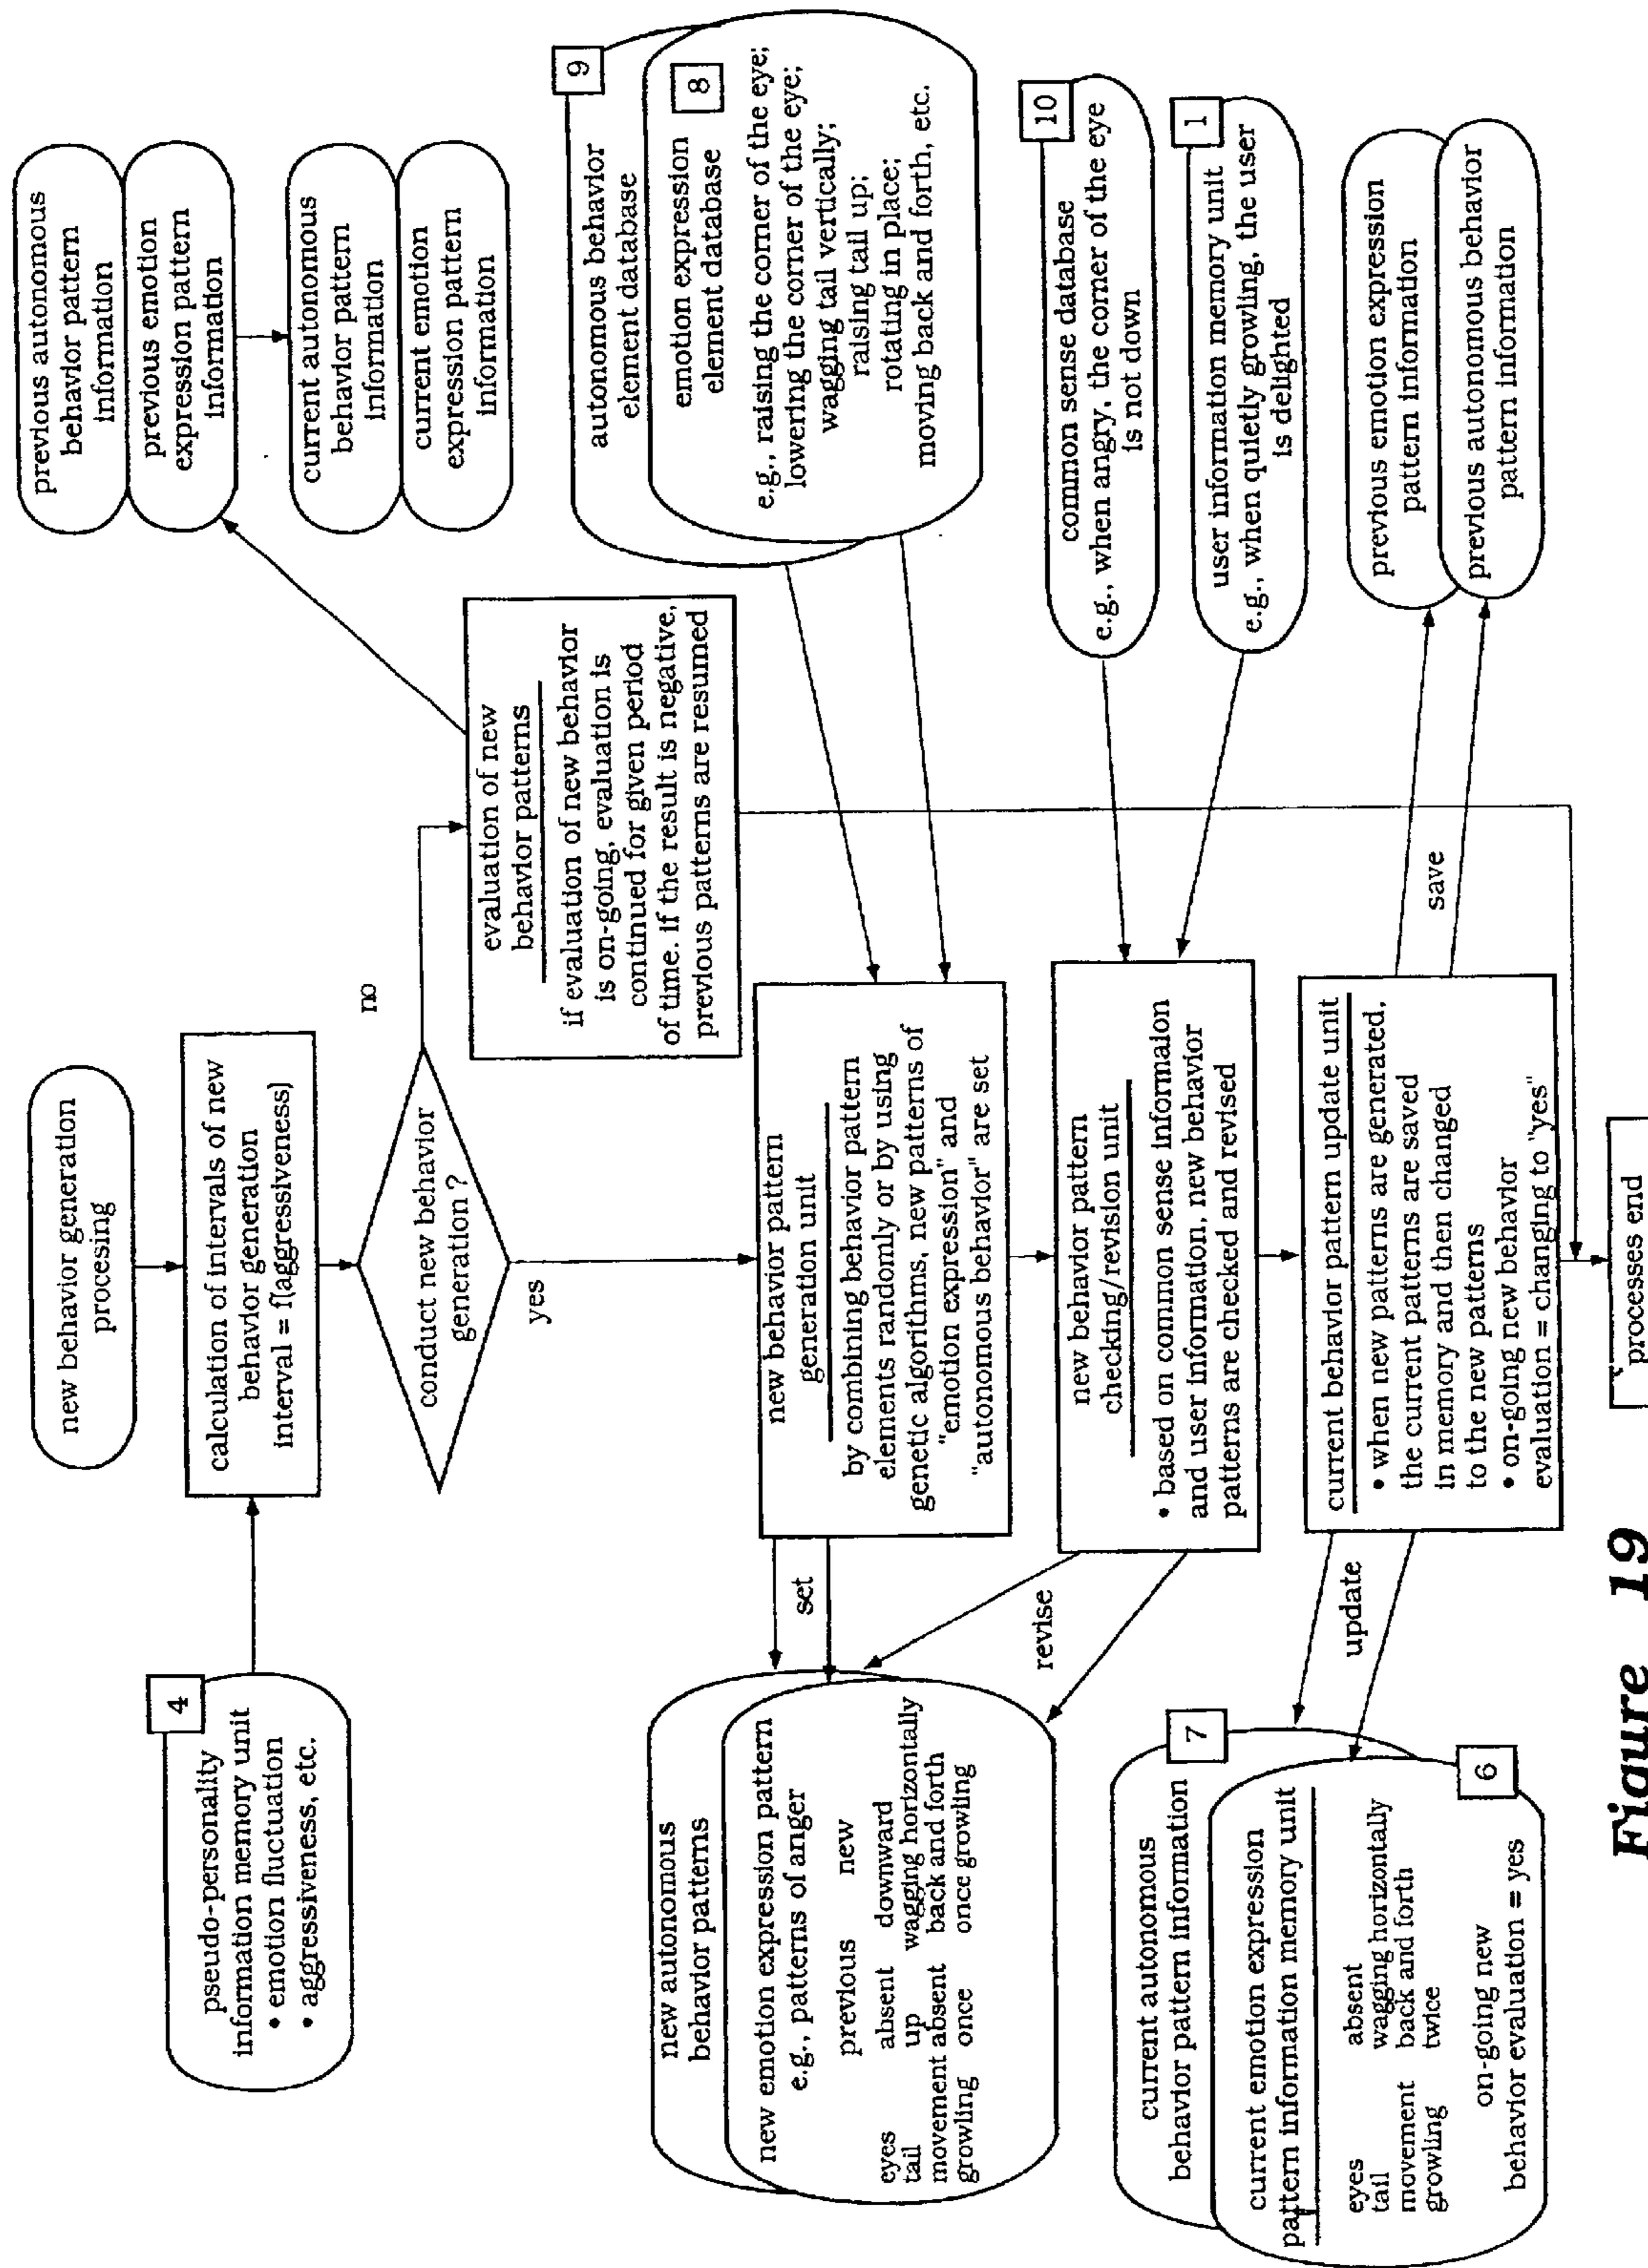 new behavior generation
procesing
4
pseudo-personality
information memory unit
• emotion fluctuation
• aggressiveness, etc.
calculation of intervals of new
behavior generation
interval = f(aggressiveness)
conduct new behavior
generation?
no
yes
evaluation of new
behavior patterns
if evaluation of new behavior
is on-going, evaluation is
continued for given period
of time. if the result is negative,
previous patterns are resumed
previous autonomous
behavior pattern
information
previous emotion
expression pattern
information
current autonomous
behavior pattern
information
current emotion
expression pattern
information
9
autonomous behavior
element database
8
emotion expression
element database
e.g., raising the corner of the eye;
lowering the corner of the eye;
wagging tail vertically;
raising tail up;
rotating in place;
moving back and forth, etc.
new behavior pattern
generation unit
by combining behavior pattern
elements randomly or by using
genetic algorithms, new patterns of
"emotion expression" and
"autonomous behavior" are set
set
new autonomous
behavior patterns
new emotion expression pattern
e.g., patterns of anger
previous new
eyes absent downward
tail up wagging horizontally
movement absent back and forth
growling once once growling
10
common sense database
e.g., when angry, the corner of the eye
is not down
1
user information memory unit
e.g., when quietly growling, the user
is delighted
new behavior pattern
checking/revision unit
• based on common sense informaion
and user information, new behavior
patterns are checked and revised
revise
current behavior pattern update unit
• when new patterns are generated,
the current patterns are saved
in memory and then changed
to the new patterns
• on-going new behavior
evaluation = changing to "yes"
save
previous emotion expression
pattern information
previous autonomous behavior
pattern information
update
7
current autonomous
behavior pattern information
current emotion expression
pattern information memory unit
eyes absent
tail wagging horizontally
movement back and forth
growling twice
6
on-going new
behavior evaluation = yes
processes end
Figure 19